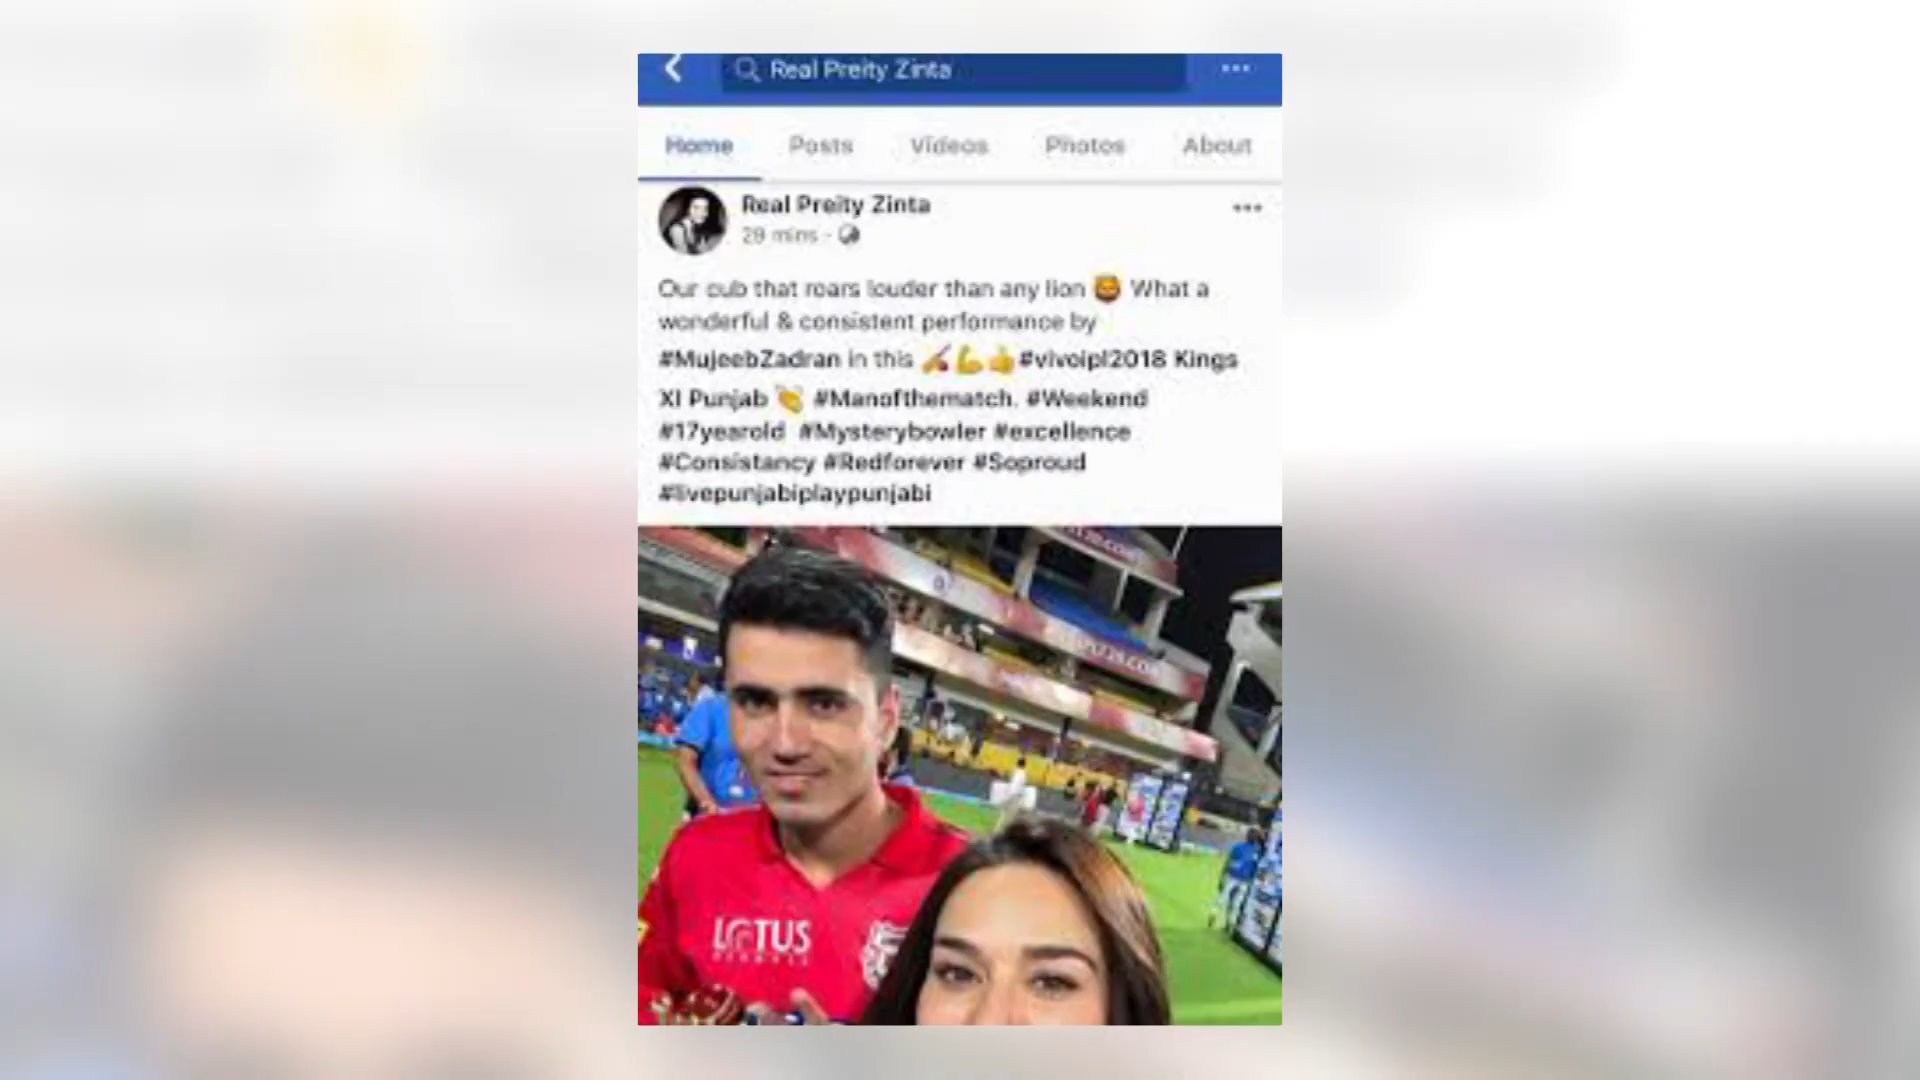 Real Preity Zinta
Home Posts Videos Photos About
Real Preity Zinta
29 mins
Our cub that roars louder than any lion What a
wonderful & consistent performance by
#MujeebZadran in this #vivoipl2018 Kings
XI Punjab #Manofthematch. #Weekend
#17yearold #Mysterybowler #excellence
#Consistancy #Redforever #Soproud
#livepunjabiplaypunjabi
LOTUS